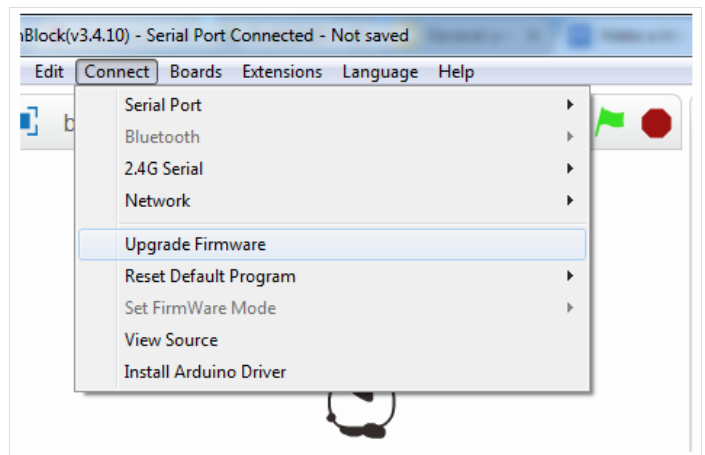 nBlock(v3.4.10) - Serial Port Connected - Not saved
Edit Connect Boards Extensions Language Help
Serial Port
Bluetooth
2.4G Serial
Network
Upgrade Firmware
Reset Default Program
Set FirmWare Mode
View Source
Install Arduino Driver